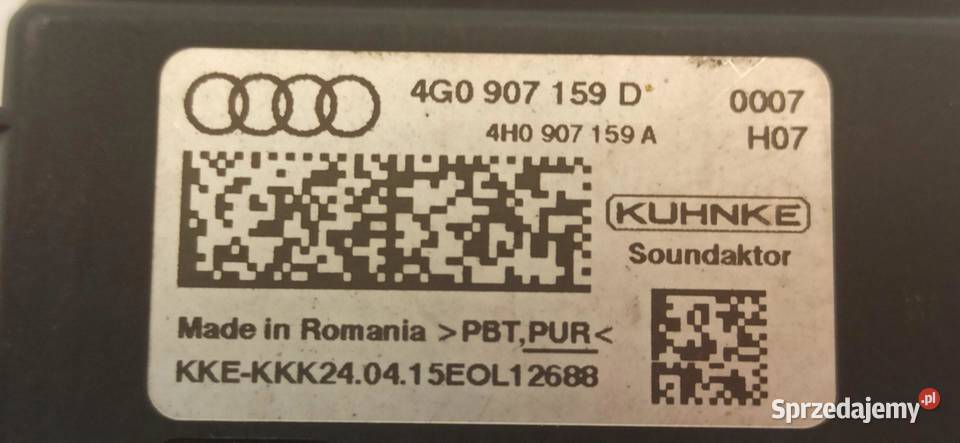 4G0 907 159 D
0007
4H0 907 159 A
H07
KUHNKE
Soundaktor
Made in Romania >PBT,PUR<
KKE-KKK24.04.15EOL12688
Sprzedajemy.pl